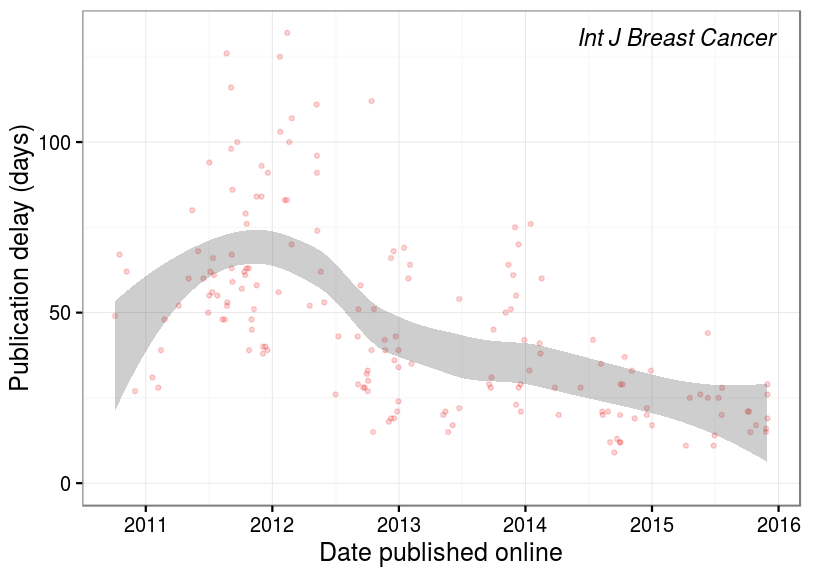 Int J Breast Cancer
Publication delay (days)
100
50
0
2011 2012 2013 2014 2015 2016
Date published online